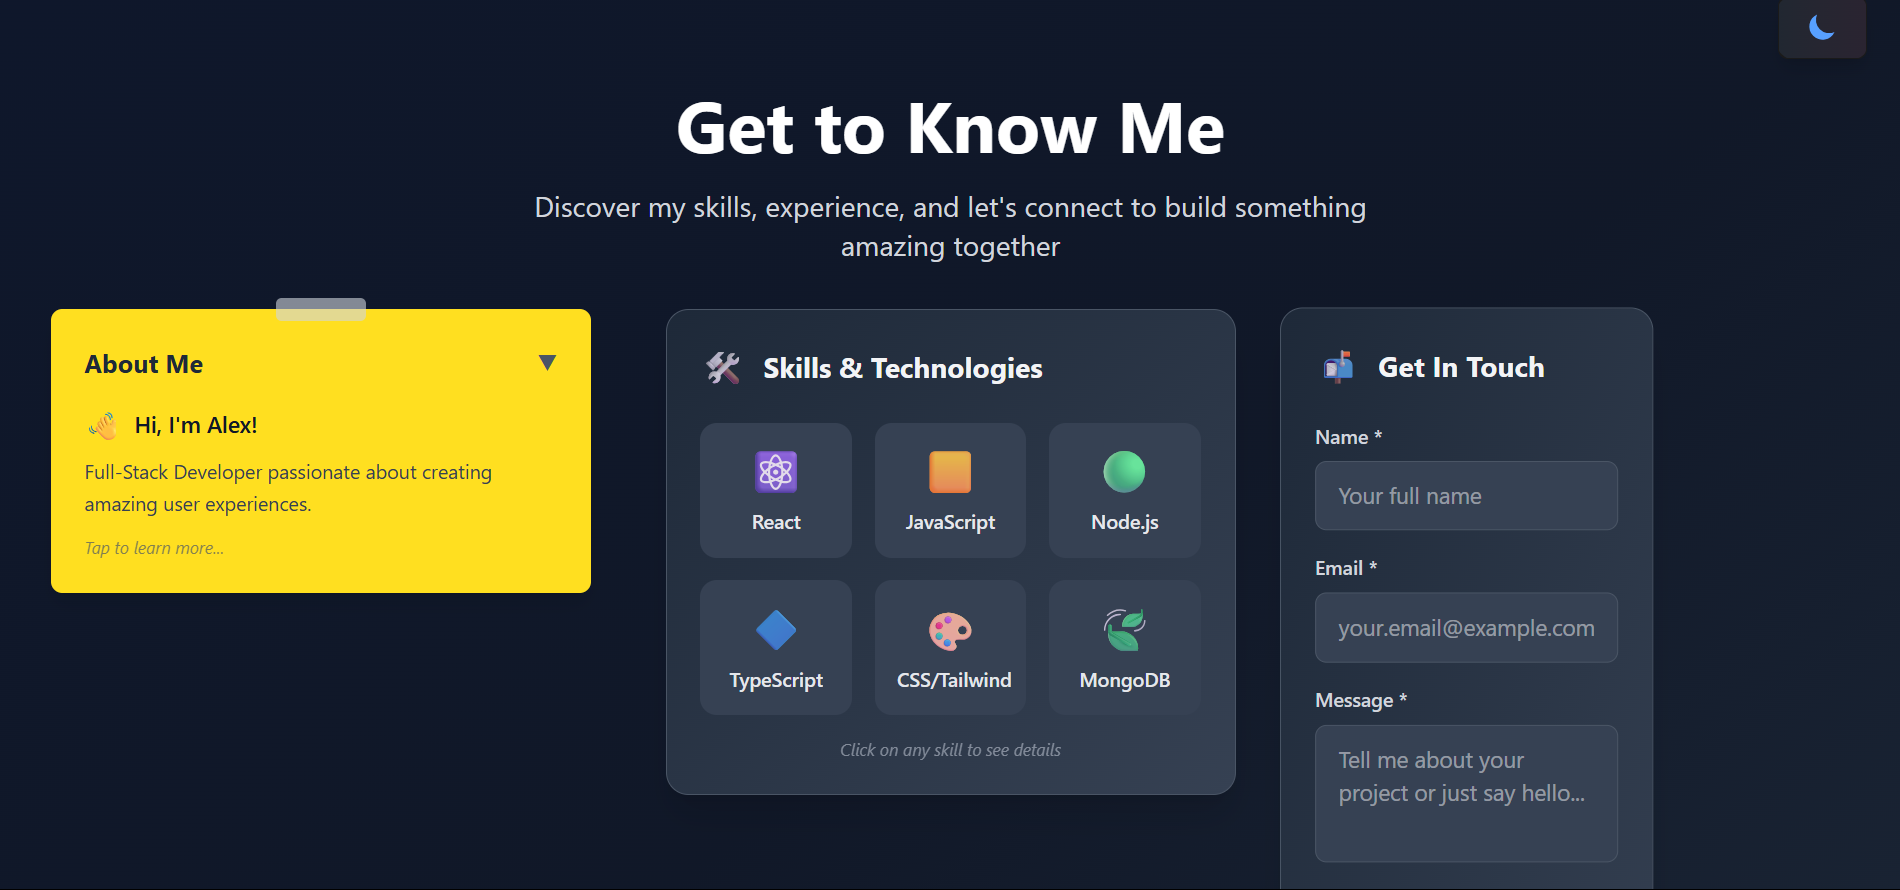 Get to Know Me
Discover my skills, experience, and let's connect to build something
amazing together
About Me
Hi, I'm Alex!
Full-Stack Developer passionate about creating
amazing user experiences.
Tap to learn more...
Skills & Technologies
React
JavaScript
Node.js
TypeScript
CSS/Tailwind
MongoDB
Click on any skill to see details
Get In Touch
Name *
Your full name
Email *
your.email@example.com
Message *
Tell me about your
project or just say hello...